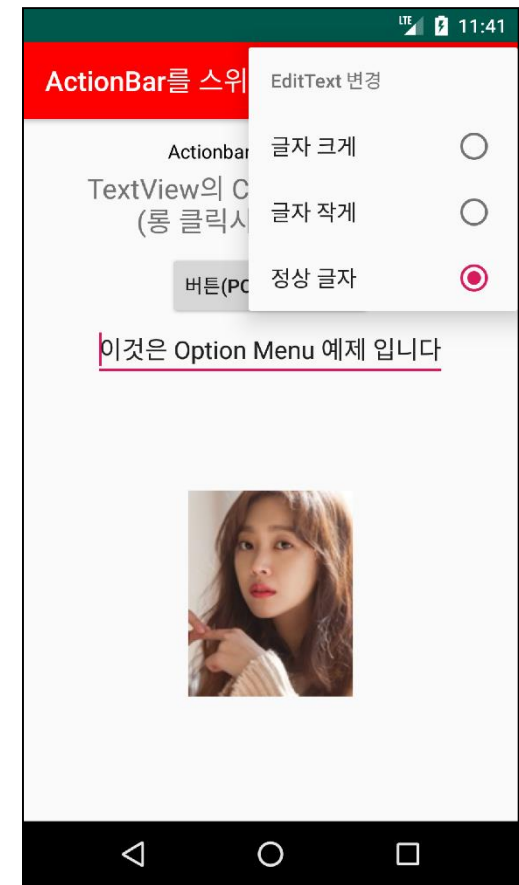 LTE 11:41
ActionBar를 스위
EditText 변경
글자 크게
글자 작게
정상 글자
Actionbar
TextView의 C
(롱 클릭시
버튼(PO
이것은 Option Menu 예제 입니다